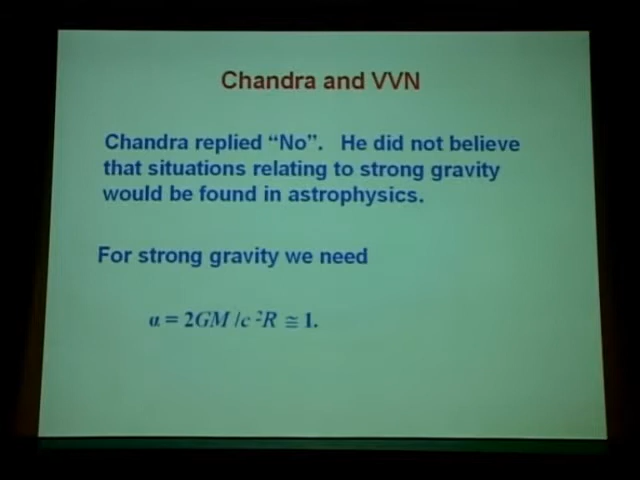 Chandra and VVN
Chandra replied “No”. He did not believe
that situations relating to strong gravity
would be found in astrophysics.
For strong gravity we need
α = 2GM /c ²R ≅ 1.